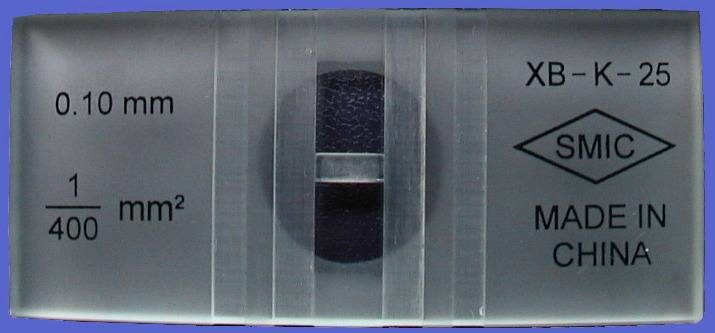 0.10 mm
1/400 mm²
XB-K-25
SMIC
MADE IN
CHINA